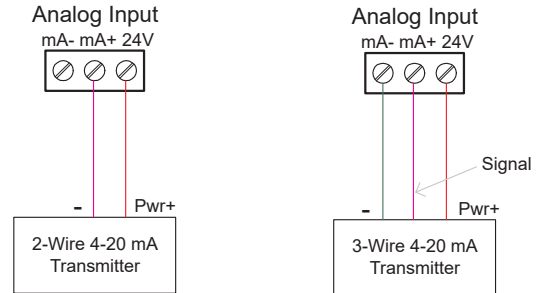 Analog Input
mA- mA+ 24V
- Pwr+
2-Wire 4-20 mA
Transmitter
Analog Input
mA- mA+ 24V
Signal
- Pwr+
3-Wire 4-20 mA
Transmitter